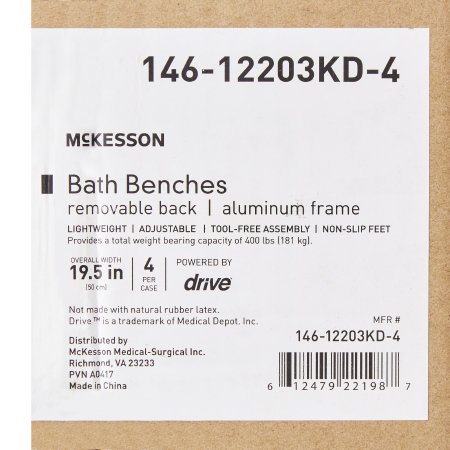 146-12203KD-4
McKESSON
Bath Benches
removable back | aluminum frame
LIGHTWEIGHT | ADJUSTABLE | TOOL-FREE ASSEMBLY | NON-SLIP FEET
Provides a total weight bearing capacity of 400 lbs (181 kg).
OVERALL WIDTH
19.5 in
(50 cm)
4
PER
CASE
POWERED BY
drive
Not made with natural rubber latex.
Drive™ is a trademark of Medical Depot. Inc.
MFR #
146-12203KD-4
Distributed by
McKesson Medical-Surgical Inc.
Richmond, VA 23233
PVN A0417
Made in China
6 12479 22198 7